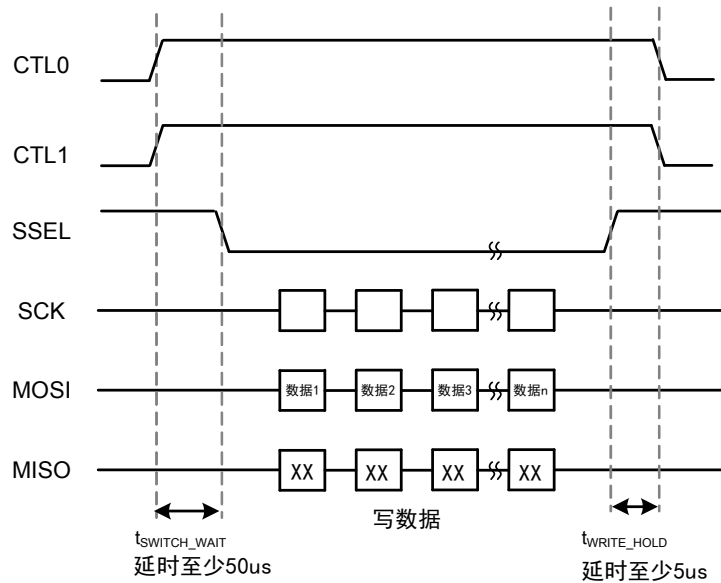 CTL0
CTL1
SSEL
SCK
MOSI 数据1 数据2 数据3 数据n
MISO XX XX XX XX
写数据
tSWITCH_WAIT
延时至少50us
tWRITE_HOLD
延时至少5us